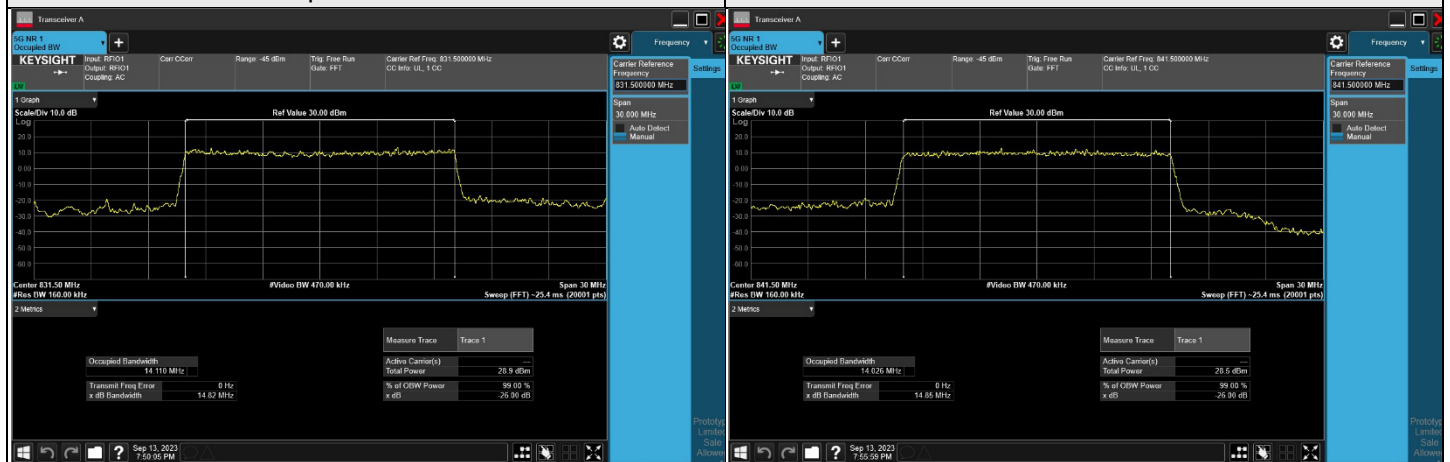 Transceiver A
5G NR 1
Occupied BW
Frequency
KEYSIGHT
Input: RFIO1
Output: RFIO1
Coupling: AC
Corr CCorr
Range: -45 dBm
Trig: Free Run
Gate: FFT
Carrier Ref Freq: 831.500000 MHz
CC Info: UL, 1 CC
LW
Carrier Reference
Frequency
831.500000 MHz
Settings
Span
30.000 MHz
Auto Detect
Manual
1 Graph
Scale/Div 10.0 dB
Ref Value 30.00 dBm
Log
20.0
10.0
0.00
-10.0
-20.0
-30.0
-40.0
-50.0
-60.0
Center 831.50 MHz
#Video BW 470.00 kHz
Span 30 MHz
#Res BW 160.00 kHz
Sweep (FFT) ~25.4 ms (20001 pts)
2 Metrics
Measure Trace Trace 1
Occupied Bandwidth
14.110 MHz
Active Carrier(s) ---
Total Power 28.9 dBm
Transmit Freq Error 0 Hz
x dB Bandwidth 14.82 MHz
% of OBW Power 99.00 %
x dB -26.00 dB
Sep 13, 2023
7:50:05 PM
Transceiver A
5G NR 1
Occupied BW
Frequency
KEYSIGHT
Input: RFIO1
Output: RFIO1
Coupling: AC
Corr CCorr
Range: -45 dBm
Trig: Free Run
Gate: FFT
Carrier Ref Freq: 841.500000 MHz
CC Info: UL, 1 CC
LW
Carrier Reference
Frequency
841.500000 MHz
Settings
Span
30.000 MHz
Auto Detect
Manual
1 Graph
Scale/Div 10.0 dB
Ref Value 30.00 dBm
Log
20.0
10.0
0.00
-10.0
-20.0
-30.0
-40.0
-50.0
-60.0
Center 841.50 MHz
#Video BW 470.00 kHz
Span 30 MHz
#Res BW 160.00 kHz
Sweep (FFT) ~25.4 ms (20001 pts)
2 Metrics
Measure Trace Trace 1
Occupied Bandwidth
14.026 MHz
Active Carrier(s) ---
Total Power 28.5 dBm
Transmit Freq Error 0 Hz
x dB Bandwidth 14.85 MHz
% of OBW Power 99.00 %
x dB -26.00 dB
Limited
Sale
Sep 13, 2023
7:55:59 PM